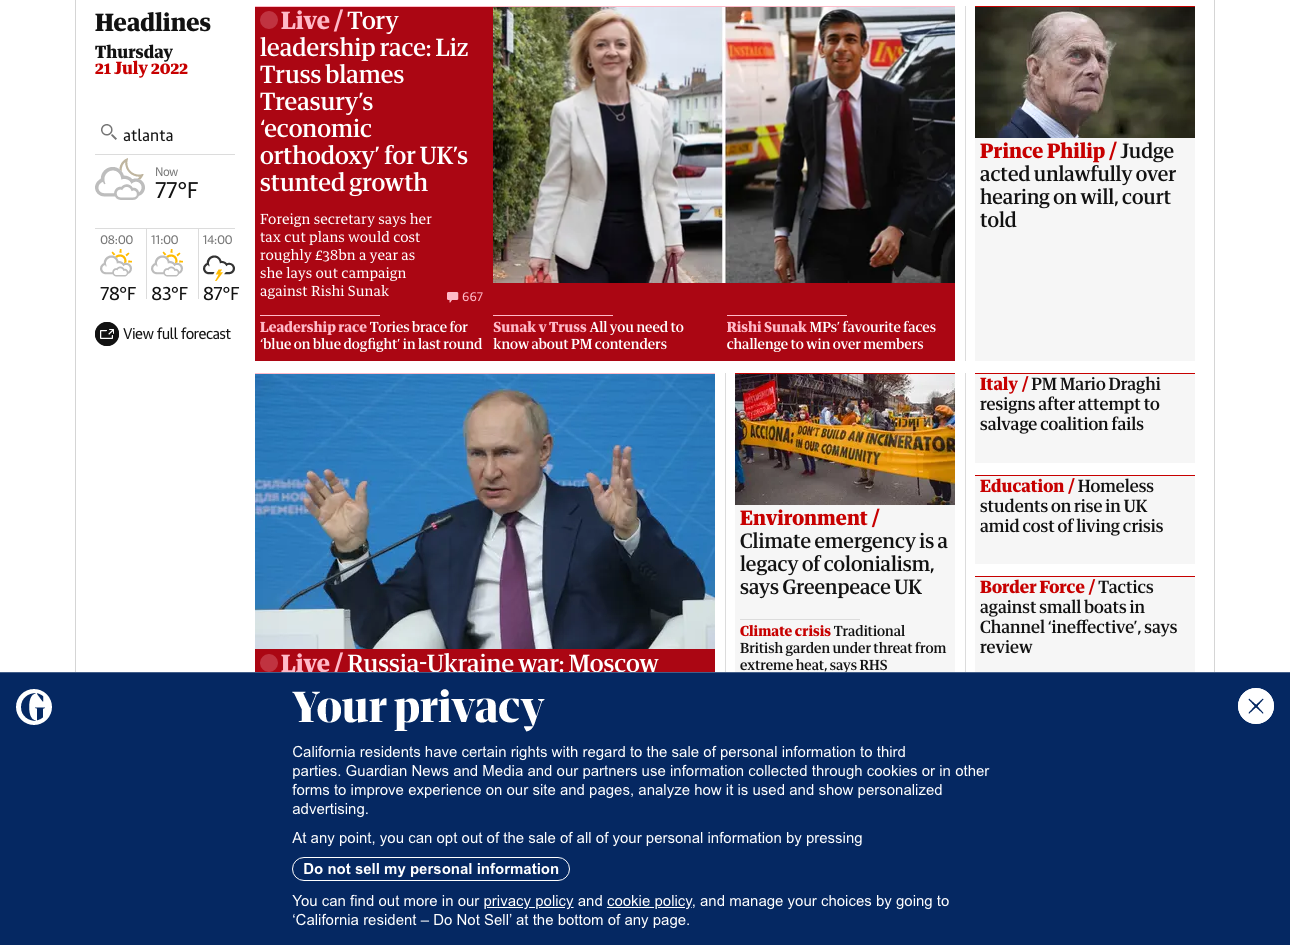 Headlines
Thursday
21 July 2022
atlanta
Now
77°F
08:00
11:00
14:00
78°F
83°F
87°F
View full forecast
Live / Tory
leadership race: Liz
Truss blames
Treasury’s
‘economic
orthodoxy’ for UK’s
stunted growth
Foreign secretary says her
tax cut plans would cost
roughly £38bn a year as
she lays out campaign
against Rishi Sunak
667
Leadership race Tories brace for
‘blue on blue dogfight’ in last round
Sunak v Truss All you need to
know about PM contenders
Rishi Sunak MPs’ favourite faces
challenge to win over members
Prince Philip / Judge
acted unlawfully over
hearing on will, court
told
ACCIONA: DON'T BUILD AN INCINERATOR
IN OUR COMMUNITY
Environment /
Climate emergency is a
legacy of colonialism,
says Greenpeace UK
Climate crisis Traditional
British garden under threat from
extreme heat, says RHS
Italy / PM Mario Draghi
resigns after attempt to
salvage coalition fails
Education / Homeless
students on rise in UK
amid cost of living crisis
Border Force / Tactics
against small boats in
Channel ‘ineffective’, says
review
Live / Russia-Ukraine war: Moscow
G
Your privacy
California residents have certain rights with regard to the sale of personal information to third
parties. Guardian News and Media and our partners use information collected through cookies or in other
forms to improve experience on our site and pages, analyze how it is used and show personalized
advertising.
At any point, you can opt out of the sale of all of your personal information by pressing
Do not sell my personal information
You can find out more in our privacy policy and cookie policy, and manage your choices by going to
‘California resident – Do Not Sell’ at the bottom of any page.